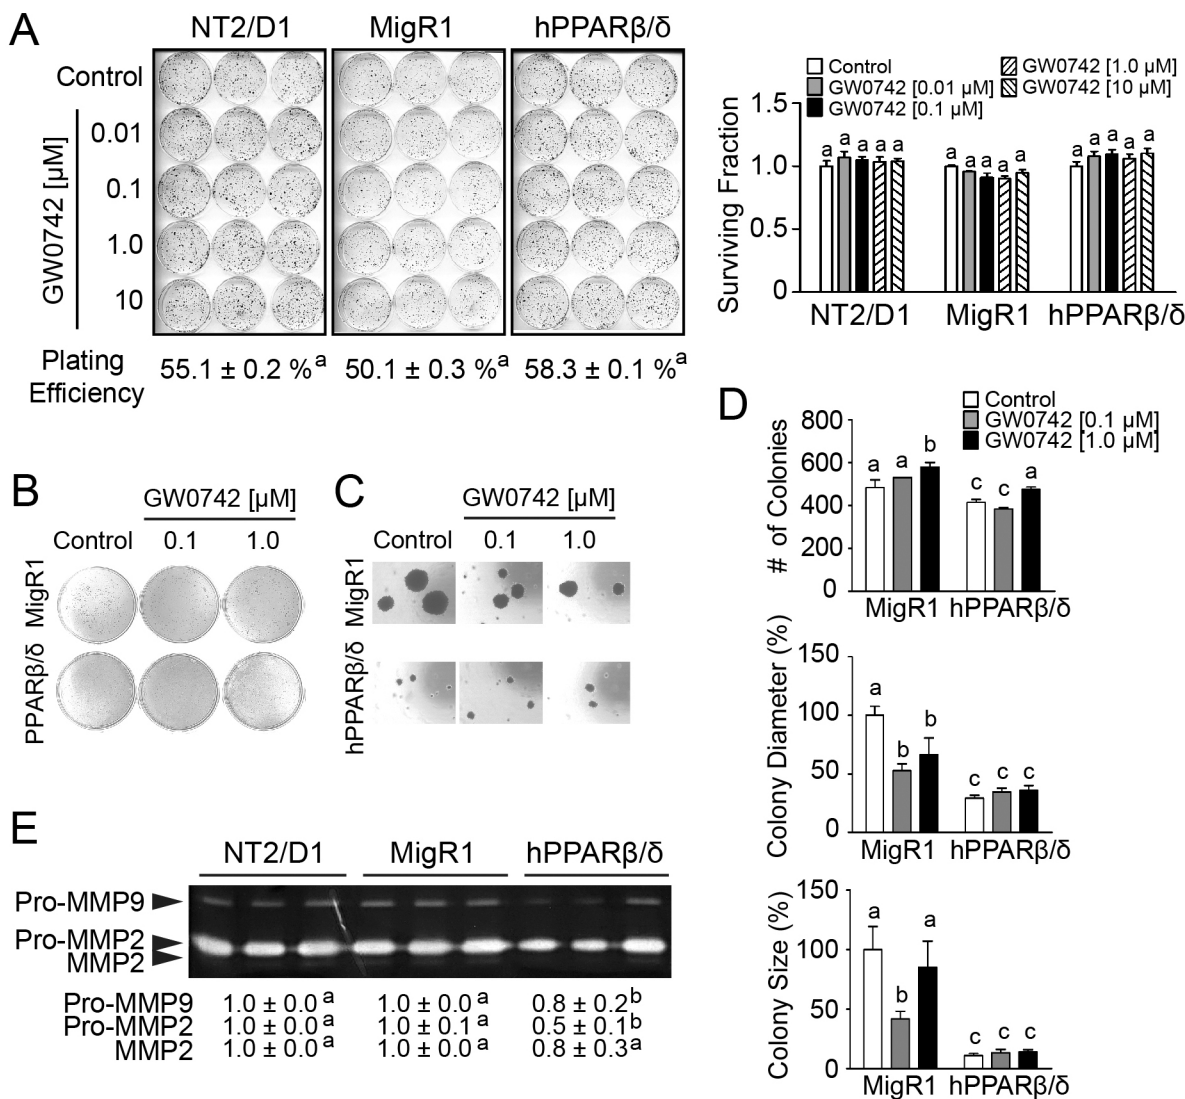 A
NT2/D1 MigR1 hPPARβ/δ
Control
0.01
0.1
1.0
10
GW0742 [μM]
Plating
Efficiency
55.1 ± 0.2 %a 50.1 ± 0.3 %a 58.3 ± 0.1 %a
Control
GW0742 [0.01 μM]
GW0742 [0.1 μM]
GW0742 [1.0 μM]
GW0742 [10 μM]
Surviving Fraction
1.5
1.0
0.5
0
a a a a a a a a a a a a a a a
NT2/D1 MigR1 hPPARβ/δ
B
GW0742 [μM]
Control 0.1 1.0
MigR1
PPARβ/δ
C
GW0742 [μM]
Control 0.1 1.0
MigR1
hPPARβ/δ
D
Control
GW0742 [0.1 μM]
GW0742 [1.0 μM]
# of Colonies
800
600
400
200
0
a a b c c a
MigR1 hPPARβ/δ
Colony Diameter (%)
150
100
50
0
a b b c c c
MigR1 hPPARβ/δ
Colony Size (%)
150
100
50
0
a b a c c c
MigR1 hPPARβ/δ
E
NT2/D1 MigR1 hPPARβ/δ
Pro-MMP9
Pro-MMP2
MMP2
Pro-MMP9 1.0 ± 0.0 a 1.0 ± 0.0 a 0.8 ± 0.2 b
Pro-MMP2 1.0 ± 0.0 a 1.0 ± 0.1 a 0.5 ± 0.1 b
MMP2 1.0 ± 0.0 a 1.0 ± 0.0 a 0.8 ± 0.3 a